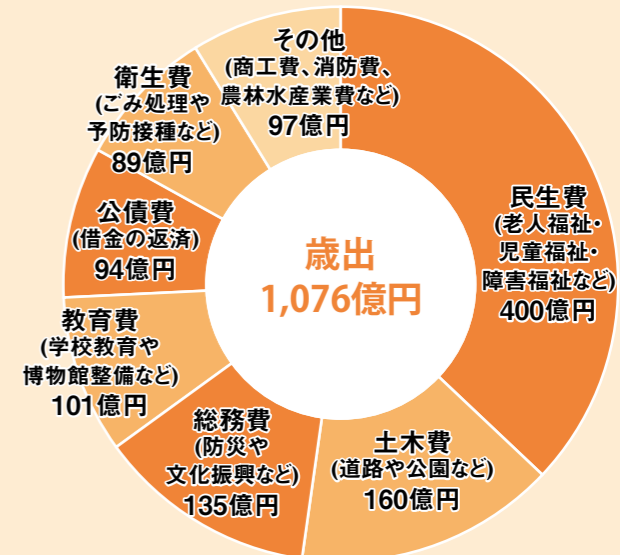 歳出
1,076億円
民生費
(老人福祉・
児童福祉・
障害福祉など)
400億円
土木費
(道路や公園など)
160億円
総務費
(防災や
文化振興など)
135億円
教育費
(学校教育や
博物館整備など)
101億円
公債費
(借金の返済)
94億円
衛生費
(ごみ処理や
予防接種など)
89億円
その他
(商工費、消防費、
農林水産業費など)
97億円